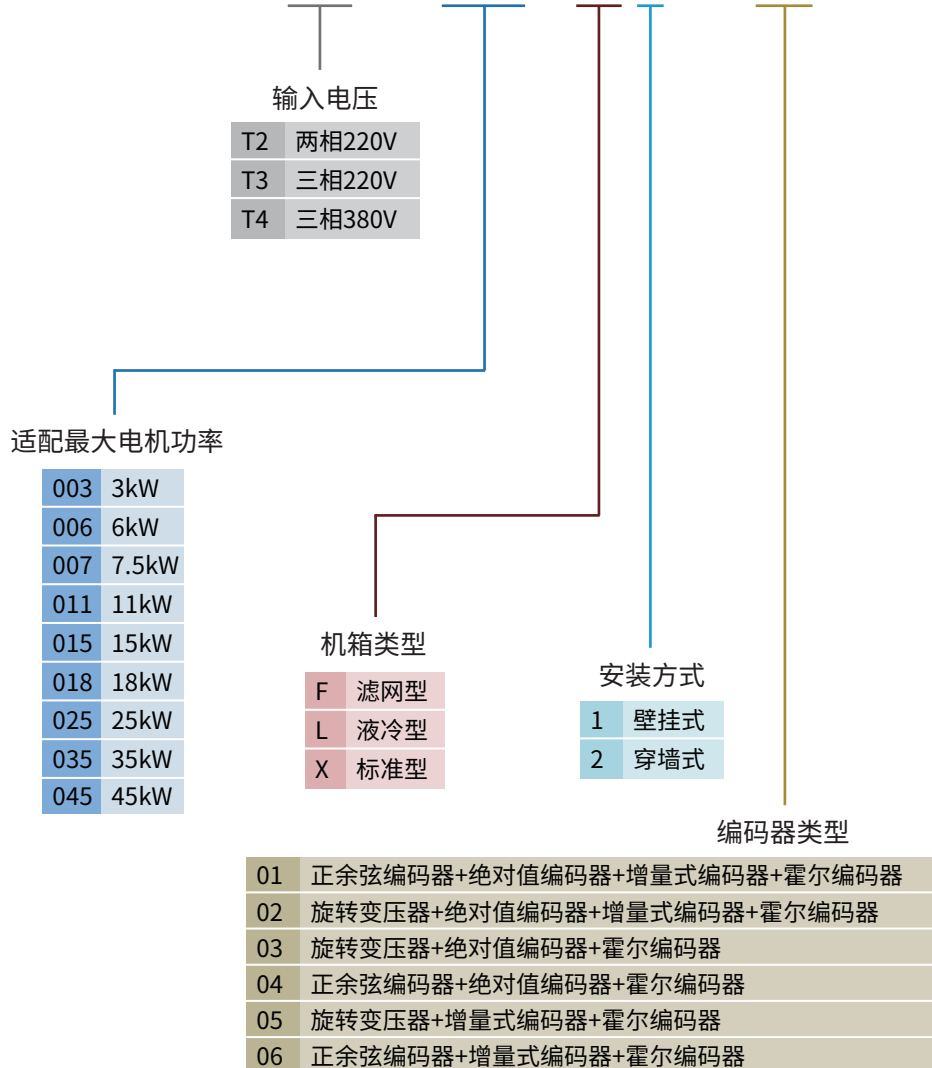 输入电压
T2 两相220V
T3 三相220V
T4 三相380V
适配最大电机功率
003 3kW
006 6kW
007 7.5kW
011 11kW
015 15kW
018 18kW
025 25kW
035 35kW
045 45kW
机箱类型
F 滤网型
L 液冷型
X 标准型
安装方式
1 壁挂式
2 穿墙式
编码器类型
01 正余弦编码器+绝对值编码器+增量式编码器+霍尔编码器
02 旋转变压器+绝对值编码器+增量式编码器+霍尔编码器
03 旋转变压器+绝对值编码器+霍尔编码器
04 正余弦编码器+绝对值编码器+霍尔编码器
05 旋转变压器+增量式编码器+霍尔编码器
06 正余弦编码器+增量式编码器+霍尔编码器